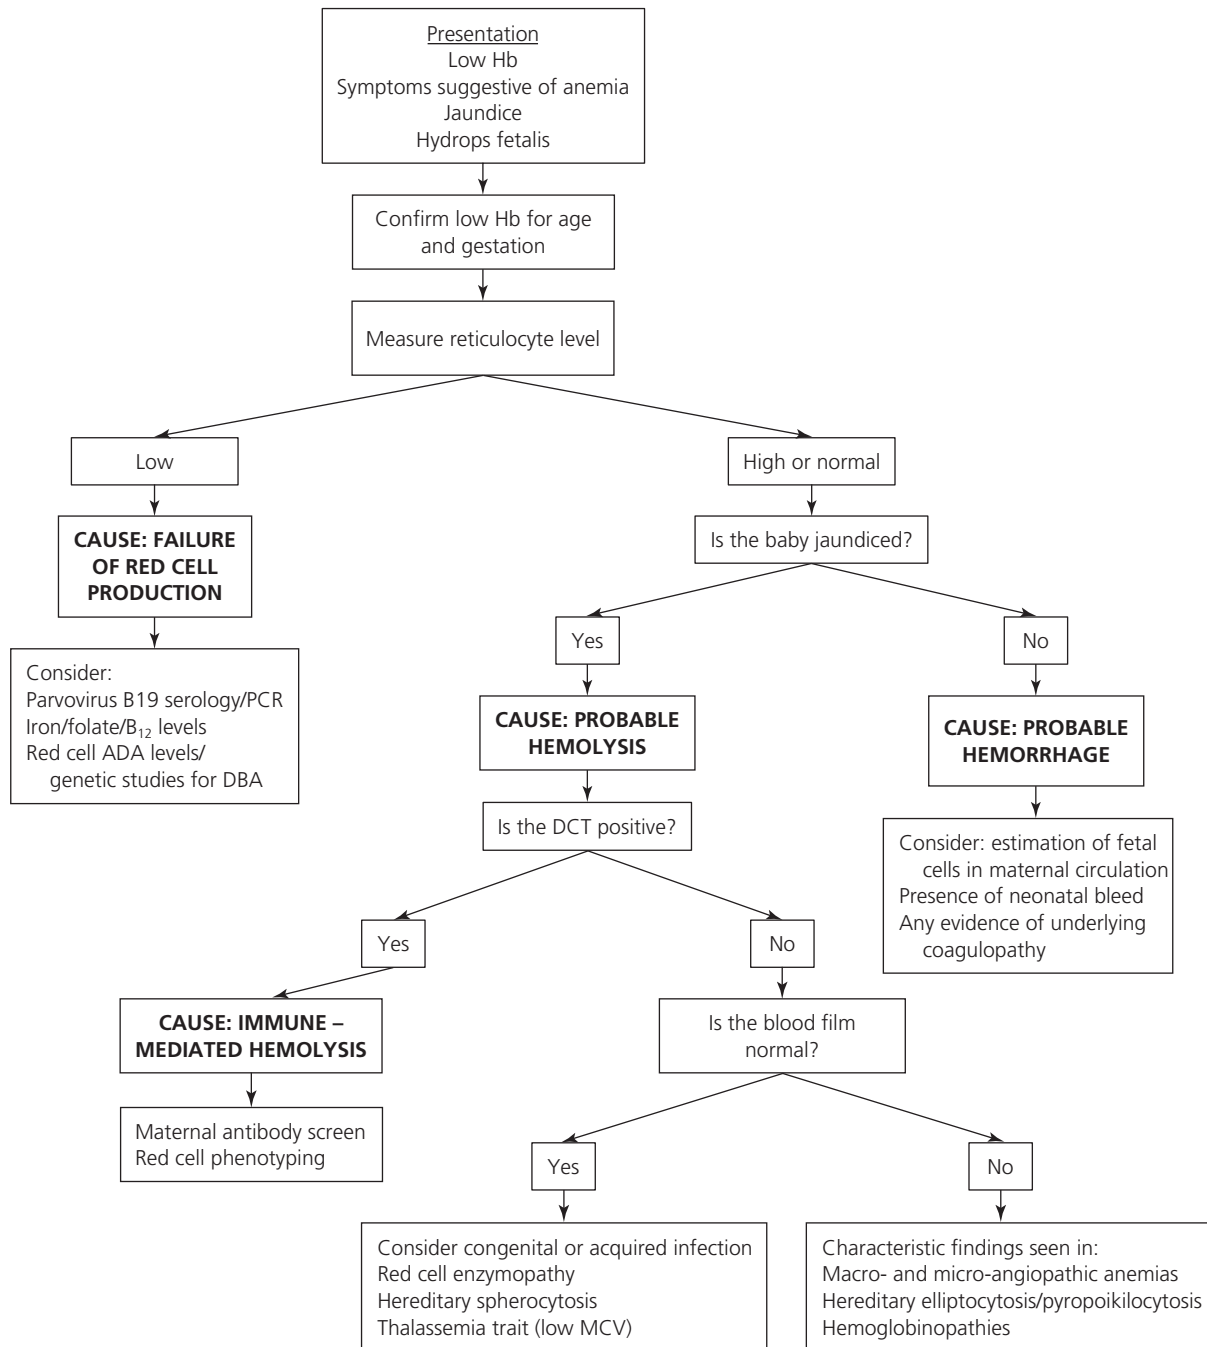 Presentation
Low Hb
Symptoms suggestive of anemia
Jaundice
Hydrops fetalis
Confirm low Hb for age
and gestation
Measure reticulocyte level
Low
High or normal
CAUSE: FAILURE
OF RED CELL
PRODUCTION
Is the baby jaundiced?
Yes
No
Consider:
Parvovirus B19 serology/PCR
Iron/folate/B₁₂ levels
Red cell ADA levels/
genetic studies for DBA
CAUSE: PROBABLE
HEMOLYSIS
CAUSE: PROBABLE
HEMORRHAGE
Is the DCT positive?
Consider: estimation of fetal
cells in maternal circulation
Presence of neonatal bleed
Any evidence of underlying
coagulopathy
Yes
No
CAUSE: IMMUNE –
MEDIATED HEMOLYSIS
Is the blood film
normal?
Maternal antibody screen
Red cell phenotyping
Yes
No
Consider congenital or acquired infection
Red cell enzymopathy
Hereditary spherocytosis
Thalassemia trait (low MCV)
Characteristic findings seen in:
Macro- and micro-angiopathic anemias
Hereditary elliptocytosis/pyropoikilocytosis
Hemoglobinopathies